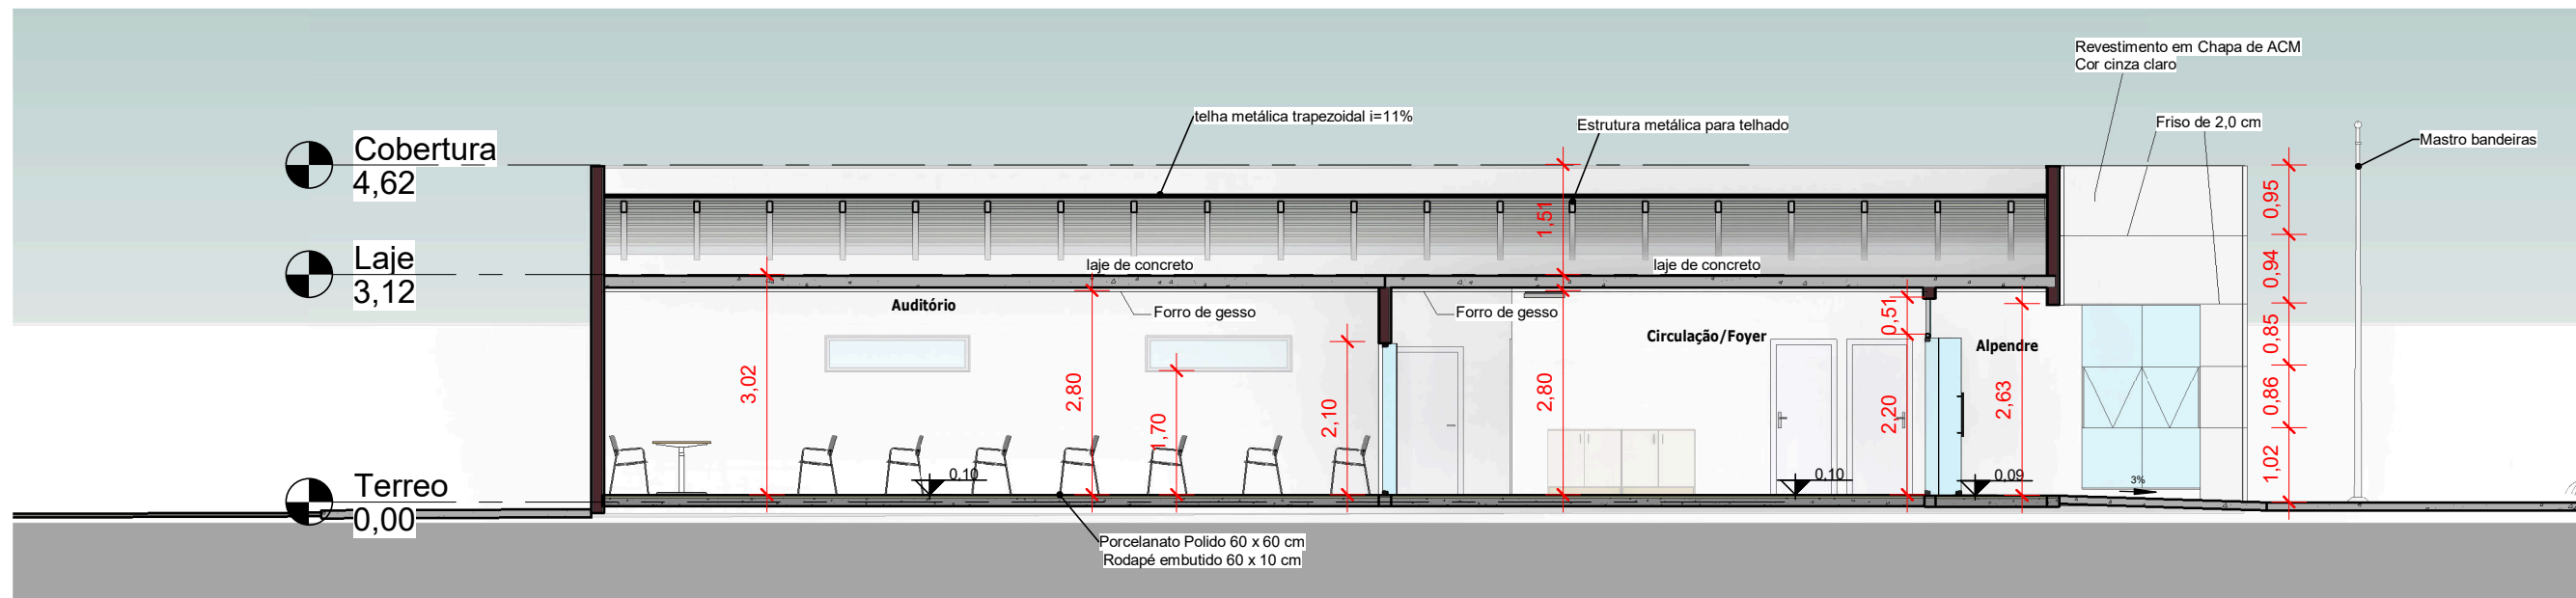 Revestimento em Chapa de ACM
Cor cinza claro
telha metálica trapezoidal i=11%
Estrutura metálica para telhado
Friso de 2,0 cm
Mastro bandeiras
Cobertura
4,62
0,95
1,51
Laje
3,12
laje de concreto
laje de concreto
0,94
Auditório
Forro de gesso
Forro de gesso
0,51
Circulação/Foyer
Alpendre
0,85
3,02
2,80
1,70
2,10
2,80
2,20
2,63
0,86
1,02
0,10
0,10
0,09
3%
Terreo
0,00
Porcelanato Polido 60 x 60 cm
Rodapé embutido 60 x 10 cm